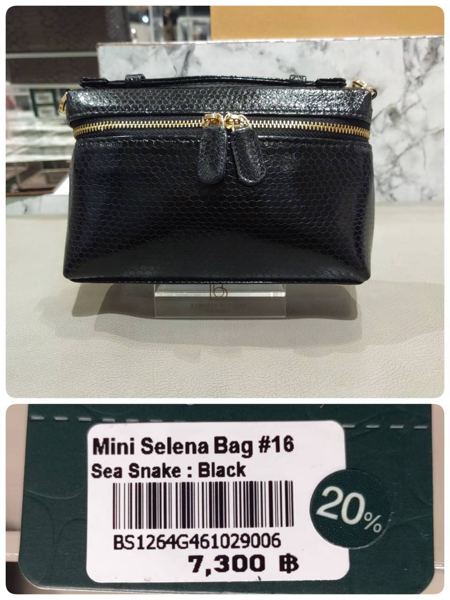 Mini Selena Bag #16
Sea Snake : Black
BS1264G461029006
7,300 ฿
20%